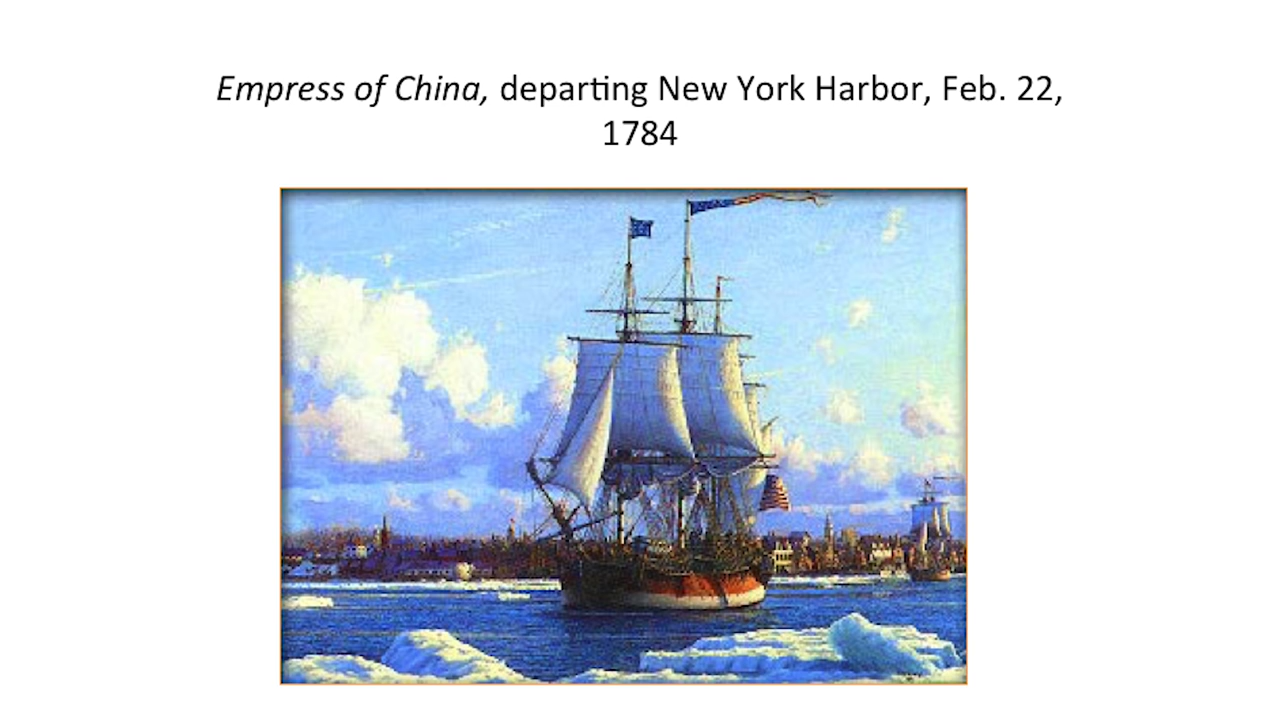 Empress of China, departing New York Harbor, Feb. 22,
1784